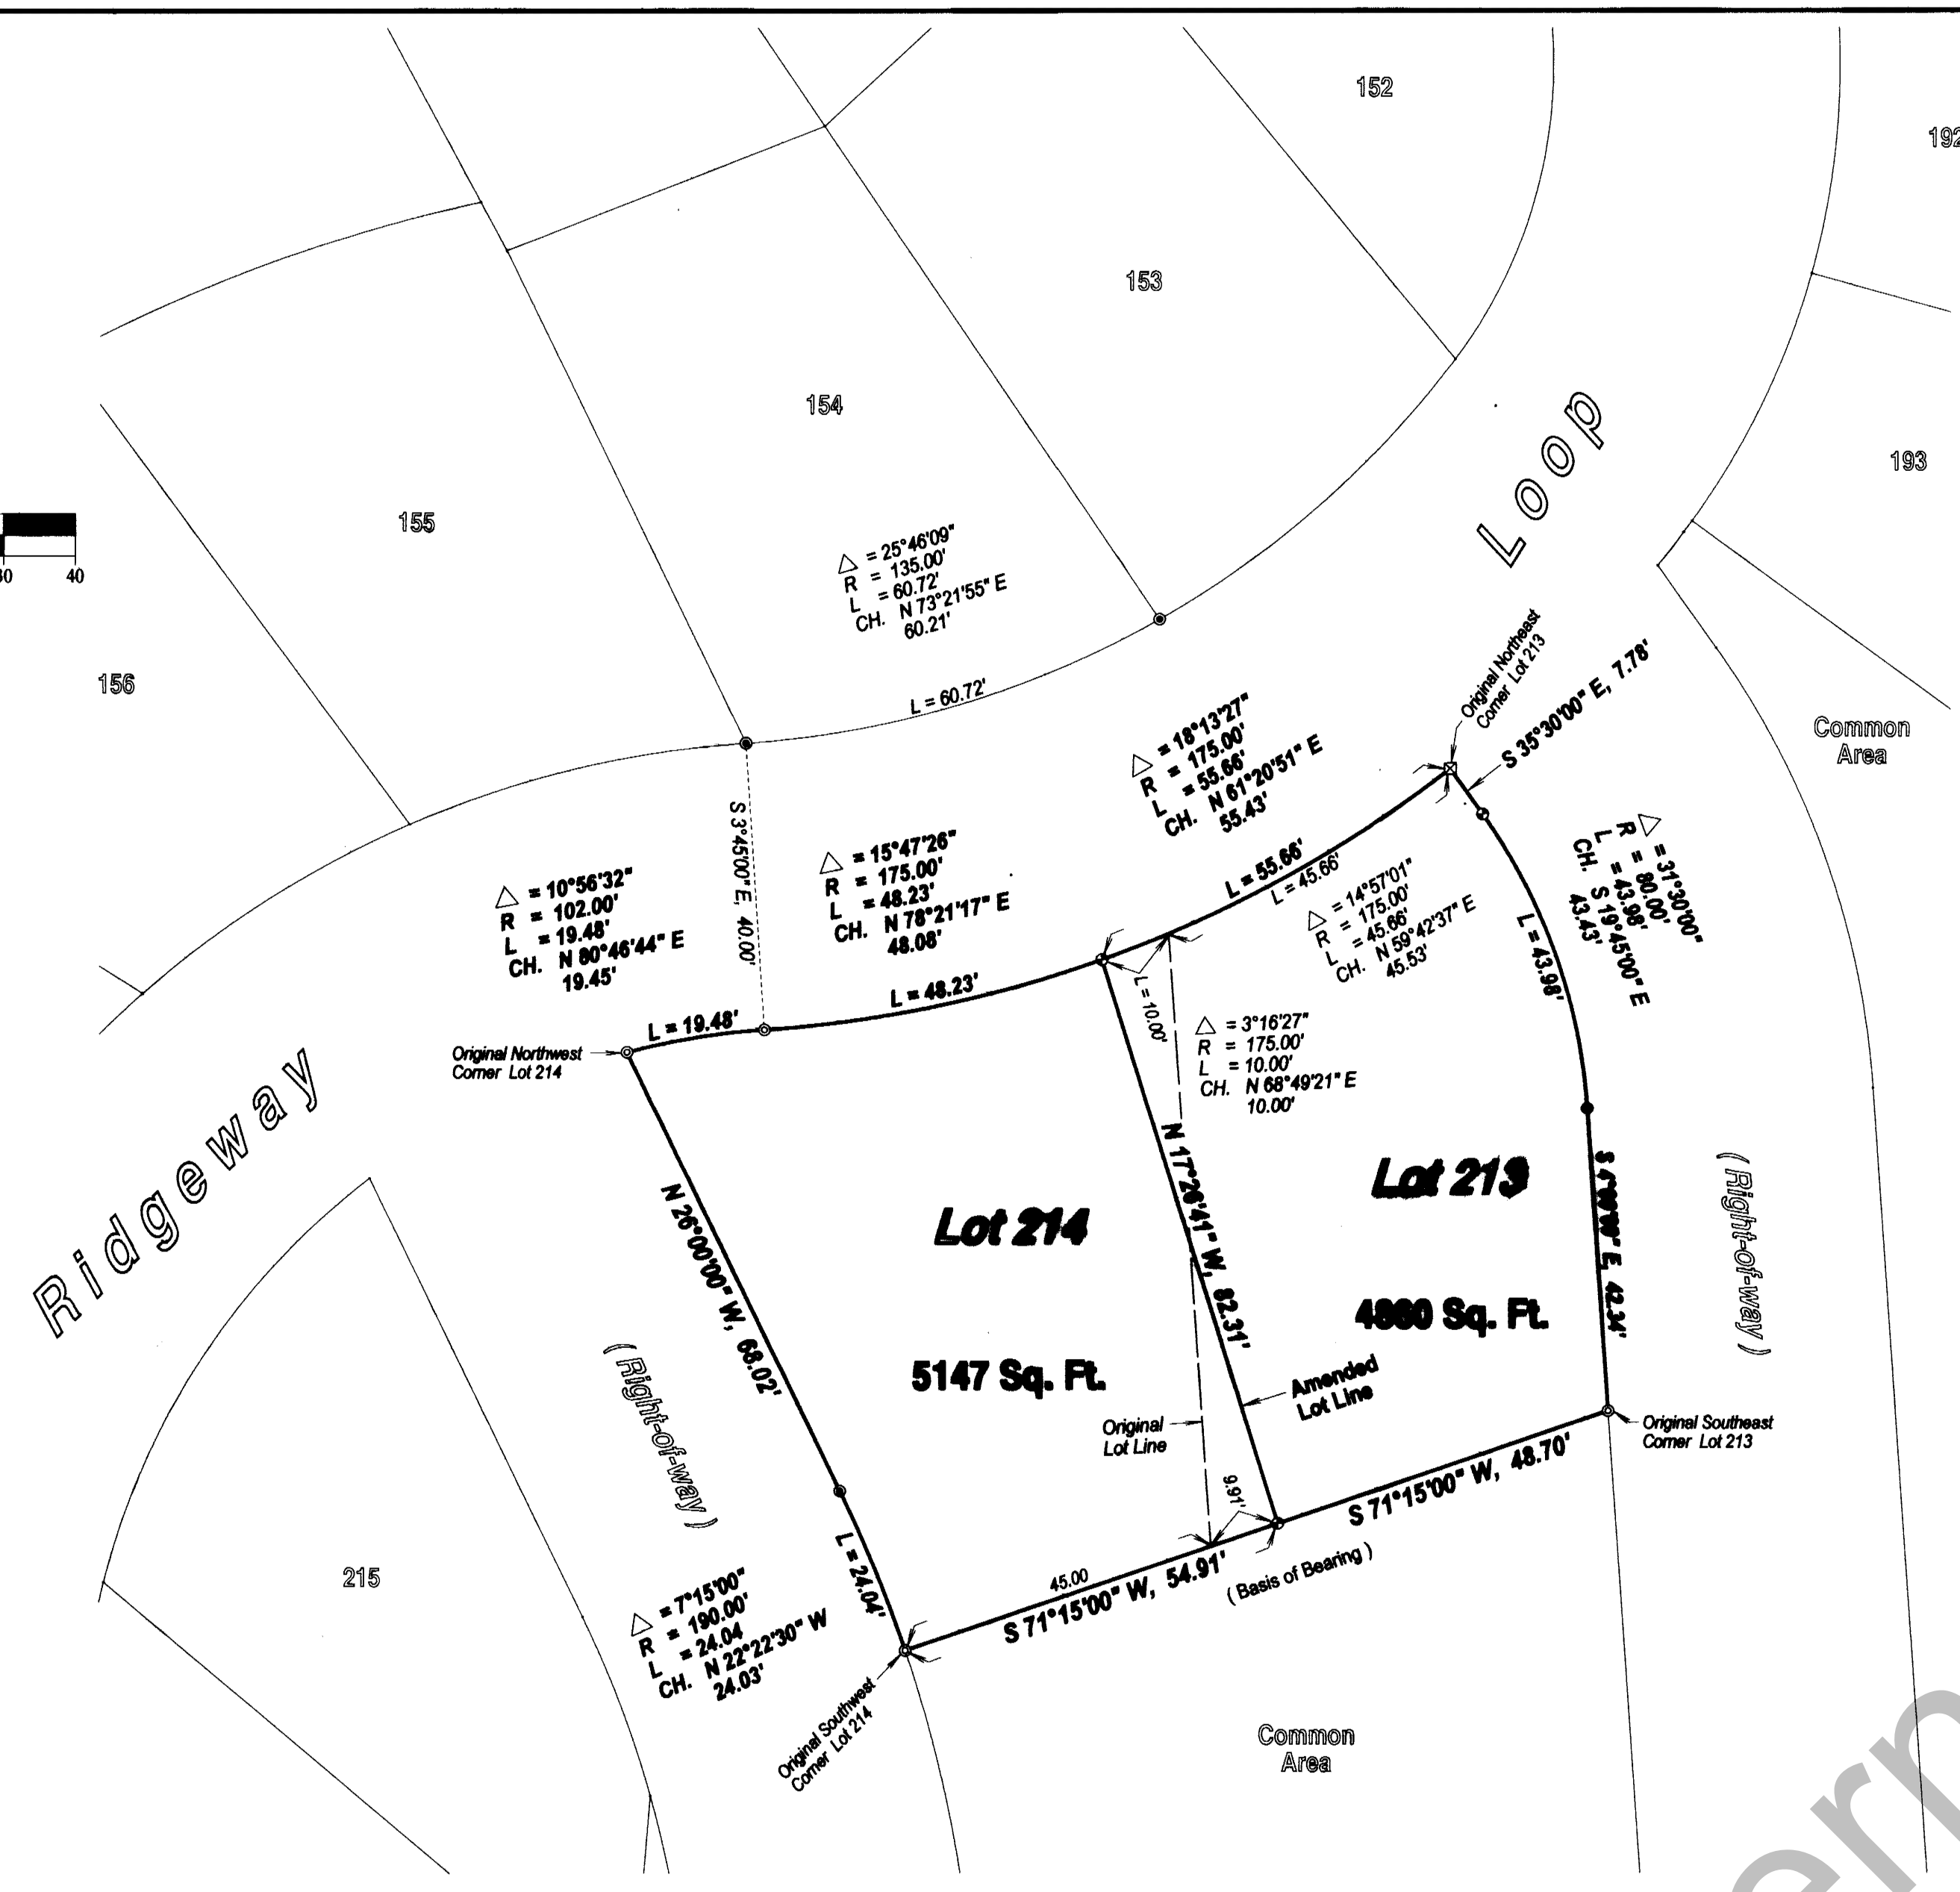 152
192
153
154
155
156
193
30 40
△ = 25°46'09"
R = 135.00'
L = 60.72'
CH. N 73°21'55" E
60.21'
L = 60.72'
Loop
Original Northeast
Corner Lot 213
S 35°30'00" E, 7.78'
Common
Area
△ = 18°13'27"
R = 175.00'
L = 55.66'
CH. N 61°20'51" E
55.43'
S 3°45'00" E, 40.00'
△ = 15°47'26"
R = 175.00'
L = 48.23'
CH. N 78°21'17" E
48.08'
△ = 10°56'32"
R = 102.00'
L = 19.48'
CH. N 80°46'44" E
19.45'
L = 55.66'
L = 45.66'
△ = 14°57'01"
R = 175.00'
L = 45.66'
CH. N 59°42'37" E
45.53'
△ = 31°30'00"
R = 80.00'
L = 43.98'
CH. S 19°45'00" E
43.43'
L = 43.98'
L = 48.23'
L = 19.48'
L = 10.00'
Original Northwest
Corner Lot 214
△ = 3°16'27"
R = 175.00'
L = 10.00'
CH. N 68°49'21" E
10.00'
Ridgeway
N 26°00'00" W, 68.02'
Lot 214
5147 Sq. Ft.
N 17°26'41" W, 82.31'
Lot 213
4860 Sq. Ft.
S 4°00'00" E, 42.34'
( Right-of-way )
( Right-of-way )
Amended
Lot Line
Original
Lot Line
Original Southeast
Corner Lot 213
9.91'
S 71°15'00" W, 48.70'
( Basis of Bearing )
45.00
S 71°15'00" W, 54.91'
L = 24.04'
215
△ = 7°15'00"
R = 190.00'
L = 24.04
CH. N 22°22'30" W
24.03'
Original Southwest
Corner Lot 214
Common
Area
ern